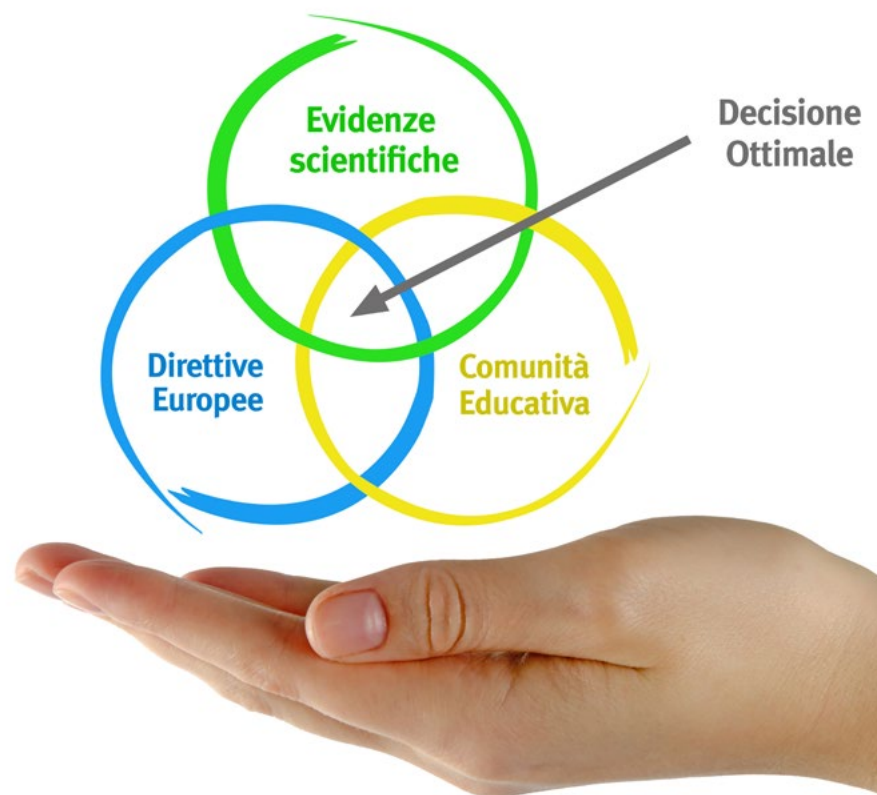 Evidenze
scientifiche
Decisione
Ottimale
Direttive
Europee
Comunità
Educativa